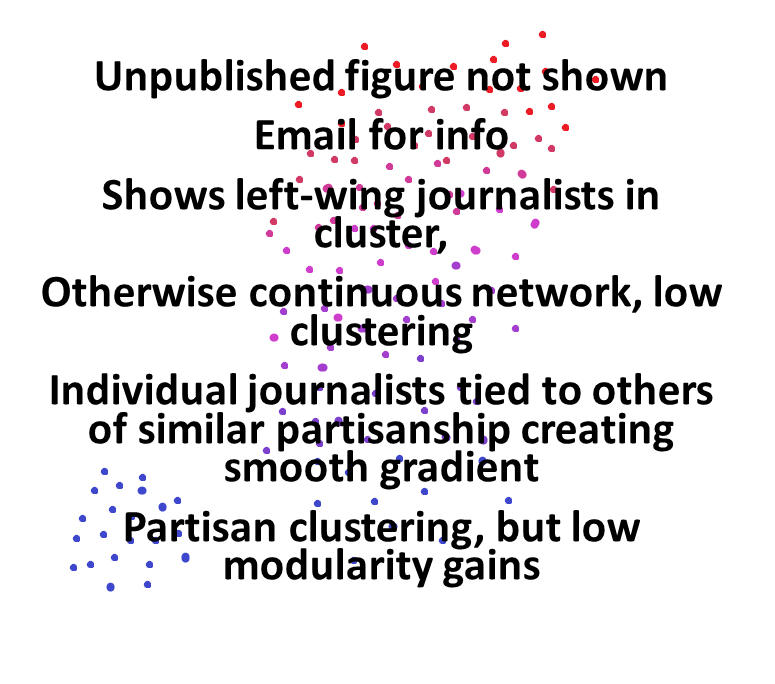 Unpublished figure not shown
Email for info
Shows left-wing journalists in
cluster,
Otherwise continuous network, low
clustering
Individual journalists tied to others
of similar partisanship creating
smooth gradient
Partisan clustering, but low
modularity gains